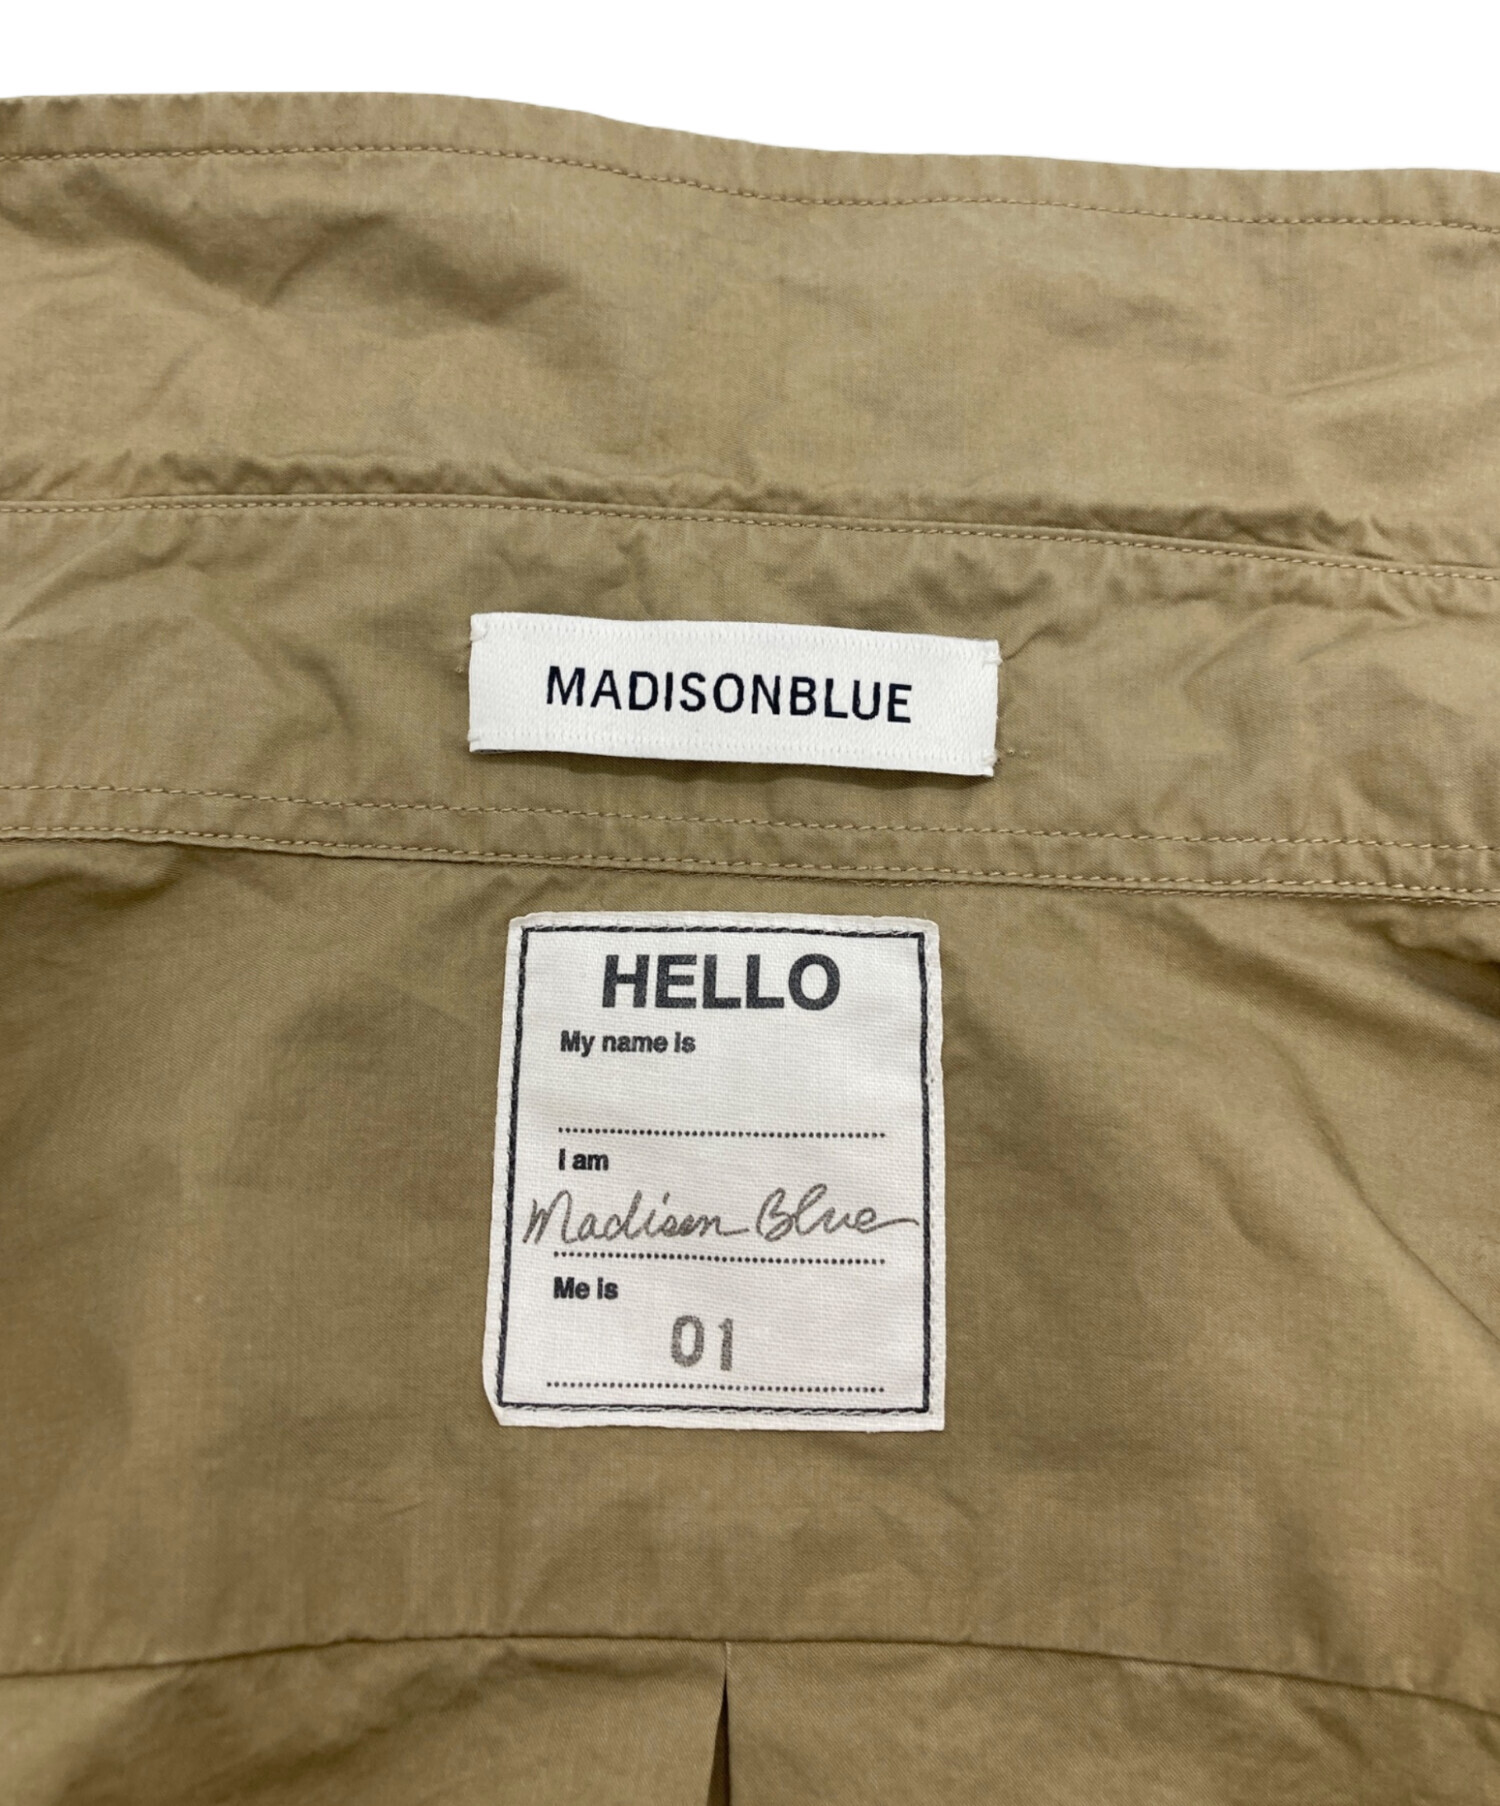 MADISONBLUE
HELLO
My name is
I am
Madison Blue
Me is
01